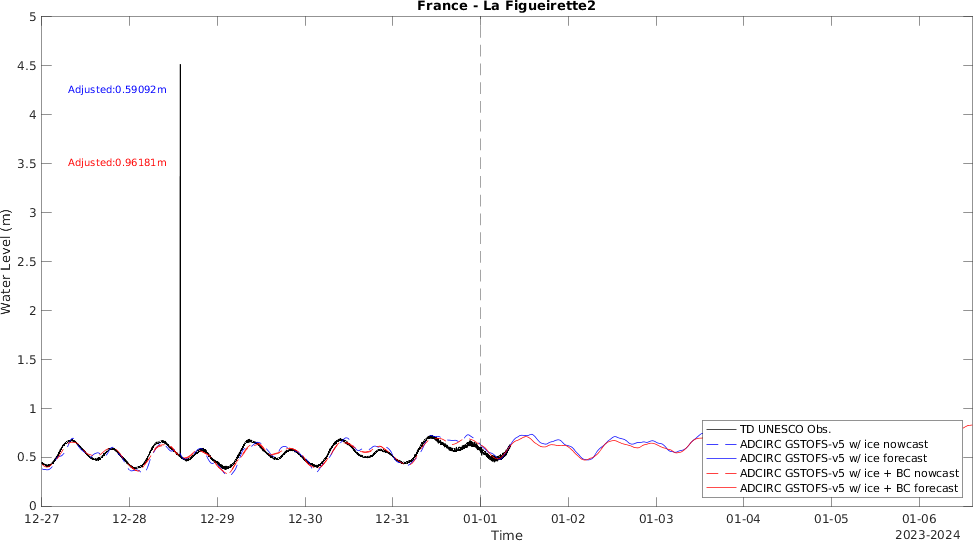 France - La Figueirette2
5
4.5
4
3.5
3
2.5
2
1.5
1
0.5
0
Water Level (m)
Adjusted:0.59092m
Adjusted:0.96181m
TD UNESCO Obs.
ADCIRC GSTOFS-v5 w/ ice nowcast
ADCIRC GSTOFS-v5 w/ ice forecast
ADCIRC GSTOFS-v5 w/ ice + BC nowcast
ADCIRC GSTOFS-v5 w/ ice + BC forecast
12-27 12-28 12-29 12-30 12-31 01-01 01-02 01-03 01-04 01-05 01-06
Time
2023-2024